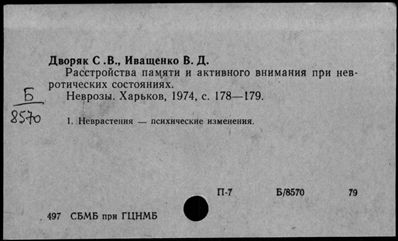 Дворяк С.В., Иващенко В. Д.
Расстройства памяти и активного внимания при нев-
ротических состояниях.
Неврозы. Харьков, 1974, с. 178—179.
Б
8570
1. Неврастения — психические изменения.
П-7 Б/8570 79
497 СБМБ при ГЦНМБ